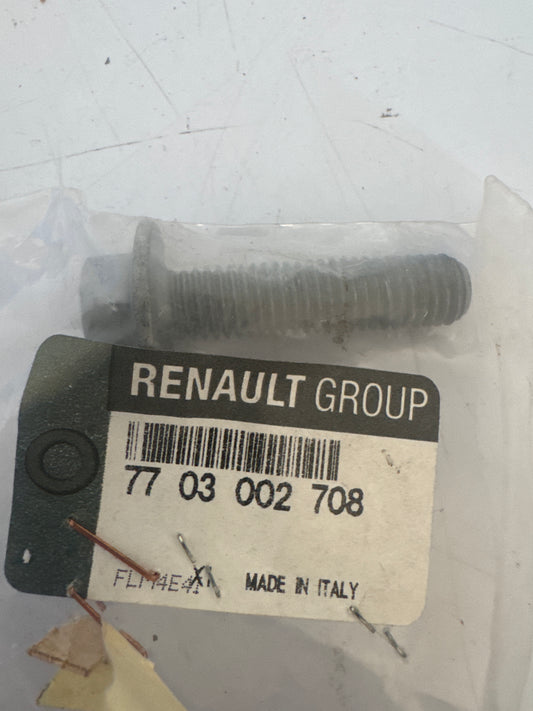 RENAULT GROUP
77 03 002 708
MADE IN ITALY